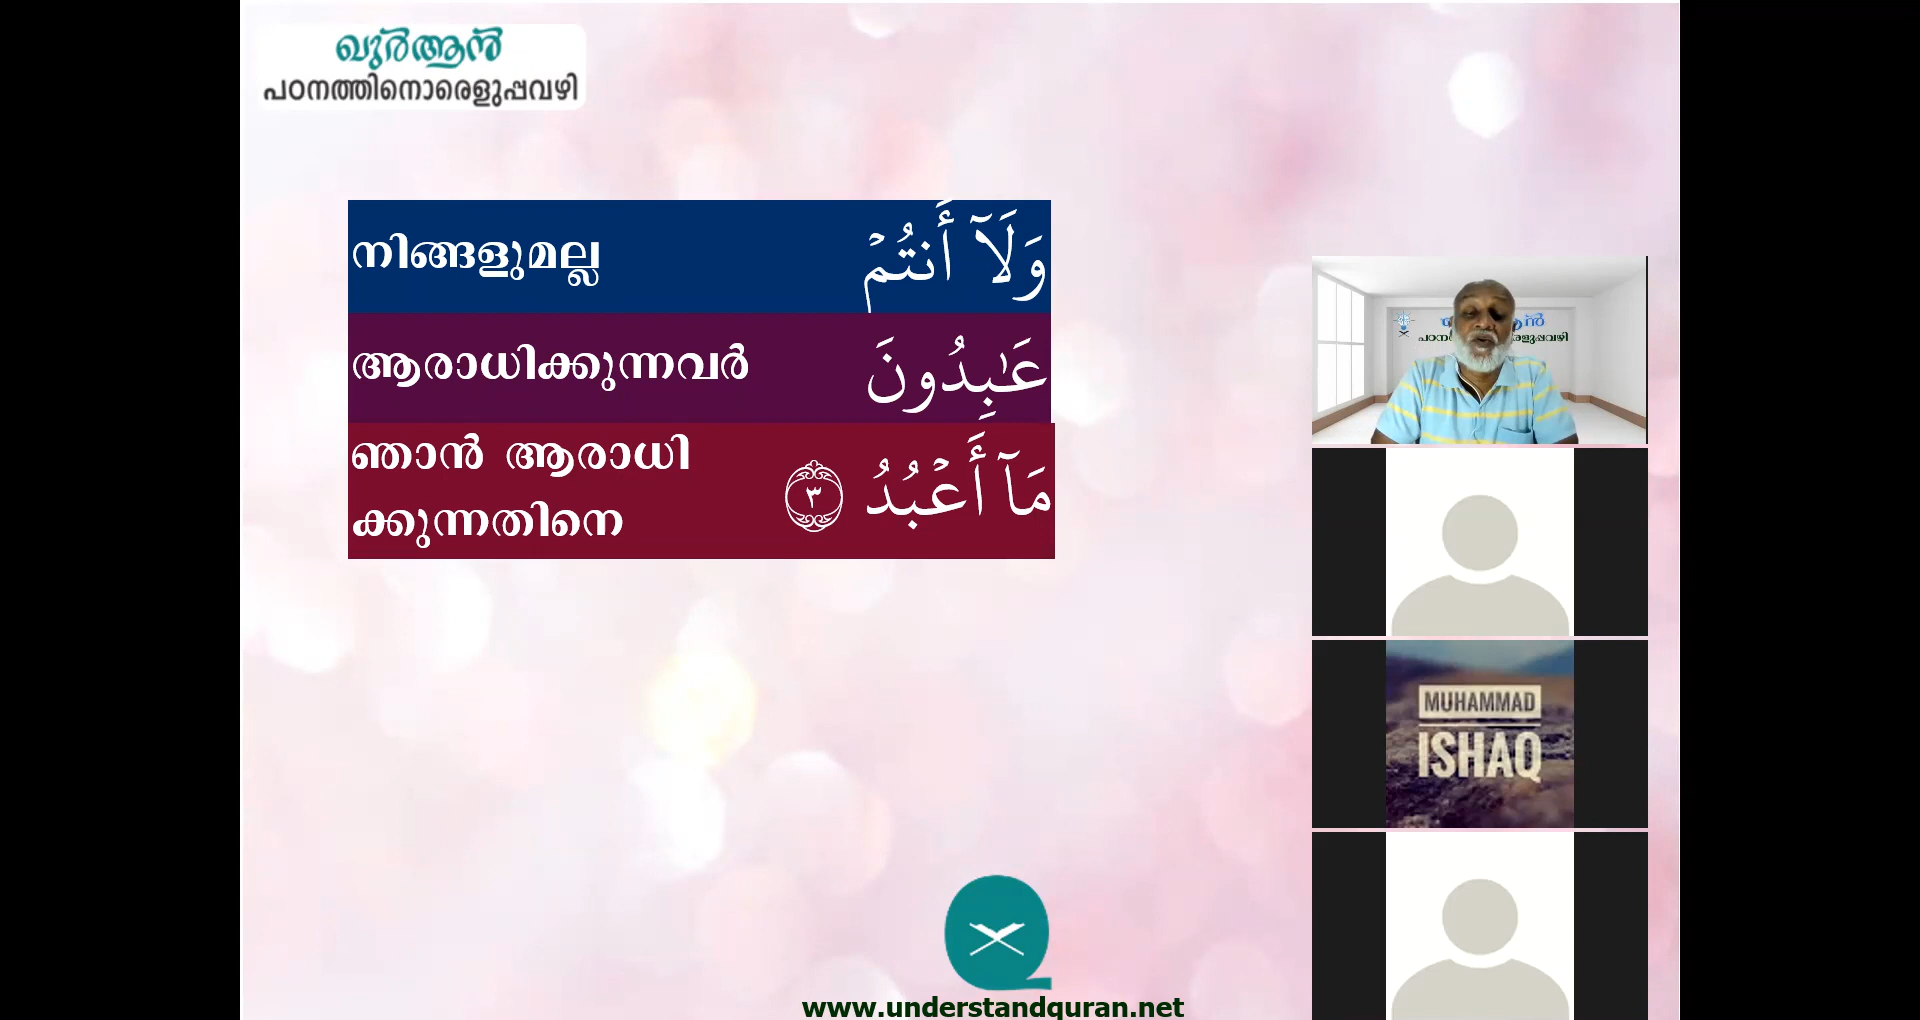 ഖുർആൻ
പഠനത്തിനൊരെളുപ്പവഴി
നിങ്ങളുമല്ല وَلَآ أَنتُمْ
ആരാധിക്കുന്നവർ عَـٰبِدُونَ
ഞാൻ ആരാധി
ക്കുന്നതിനെ مَآ أَعْبُدُ ٣
MUHAMMAD
ISHAQ
www.understandquran.net